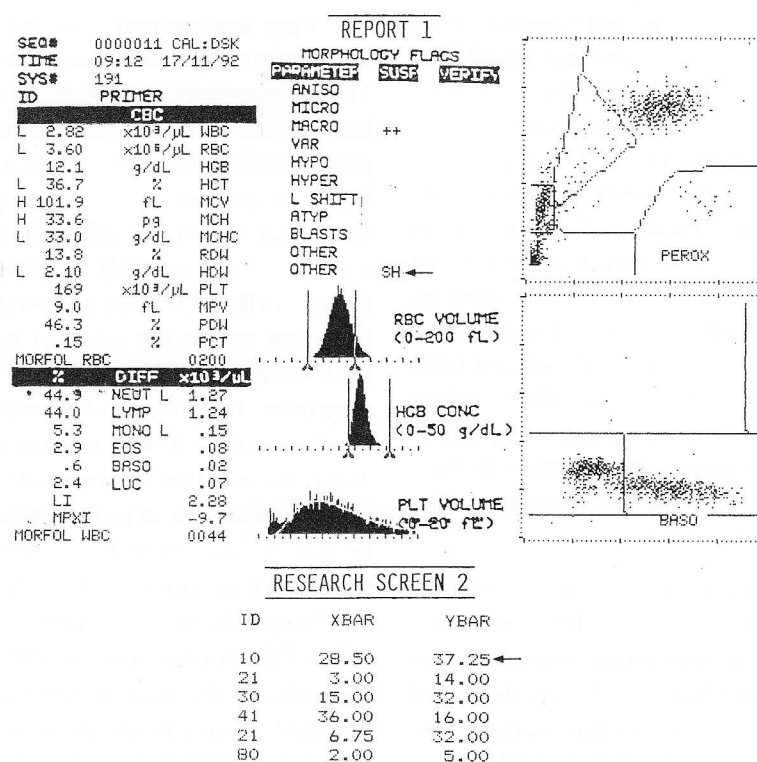 REPORT 1
SEQ# 0000011 CAL:DSK
TIME 09:12 17/11/92
SYS# 191
ID PRIMER
CBC
L 2.82 x10³/µL WBC
L 3.60 x10⁶/µL RBC
12.1 g/dL HGB
L 36.7 % HCT
H 101.9 fL MCV
H 33.6 pg MCH
L 33.0 g/dL MCHC
13.8 % RDW
L 2.10 g/dL HDW
169 x10³/µL PLT
9.0 fL MPV
46.3 % PDW
.15 % PCT
MORFOL RBC 0200
% DIFF x10³/uL
44.9 NEUT L 1.27
44.0 LYMP 1.24
5.3 MONO L .15
2.9 EOS .08
.6 BASO .02
2.4 LUC .07
LI 2.28
MPXI -9.7
MORFOL WBC 0044
MORPHOLOGY FLAGS
PARAMETER SUSP VERIFY
ANISO
MICRO
MACRO ++
VAR
HYPO
HYPER
L SHIFT
ATYP
BLASTS
OTHER
OTHER SH
RBC VOLUME
(0-200 fL)
HGB CONC
(0-50 g/dL)
PLT VOLUME
(0-20 fL)
PEROX
BASO
RESEARCH SCREEN 2
ID XBAR YBAR
10 28.50 37.25
21 3.00 14.00
30 15.00 32.00
41 36.00 16.00
21 6.75 32.00
80 2.00 5.00